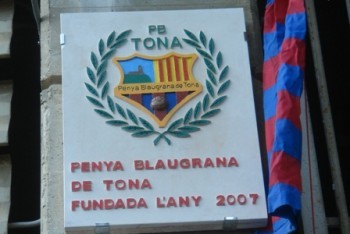 PB
TONA
Penya Blaugrana de Tona
PENYA BLAUGRANA
DE TONA
FUNDADA L'ANY 2007